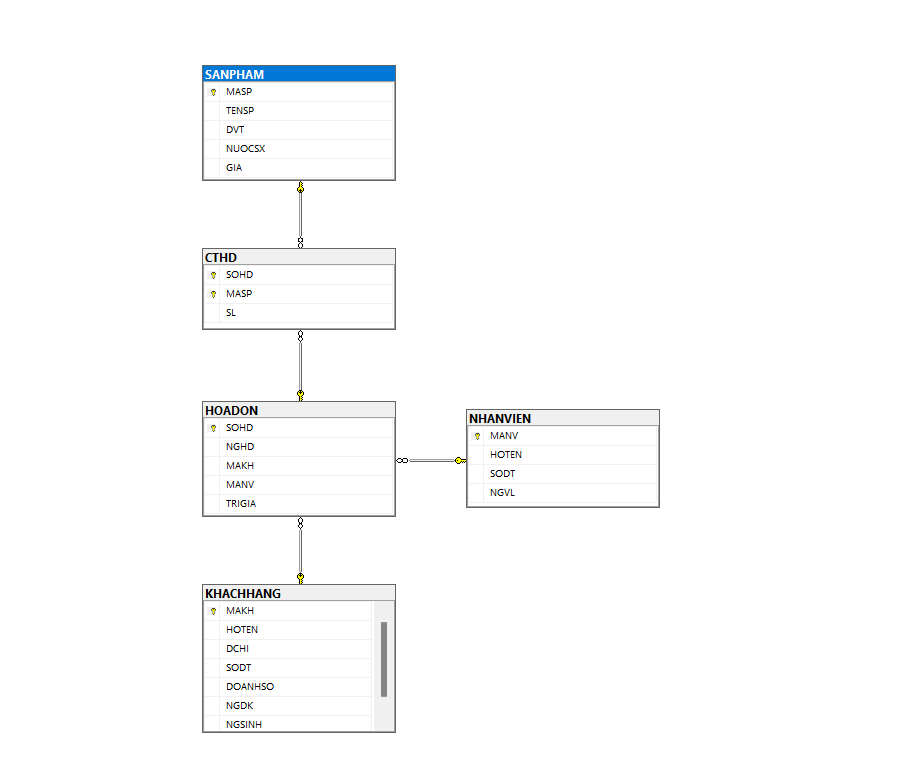 SANPHAM
MASP
TENSP
DVT
NUOCSX
GIA
CTHD
SOHD
MASP
SL
HOADON
SOHD
NGHD
MAKH
MANV
TRIGIA
NHANVIEN
MANV
HOTEN
SODT
NGVL
KHACHHANG
MAKH
HOTEN
DCHI
SODT
DOANHSO
NGDK
NGSINH